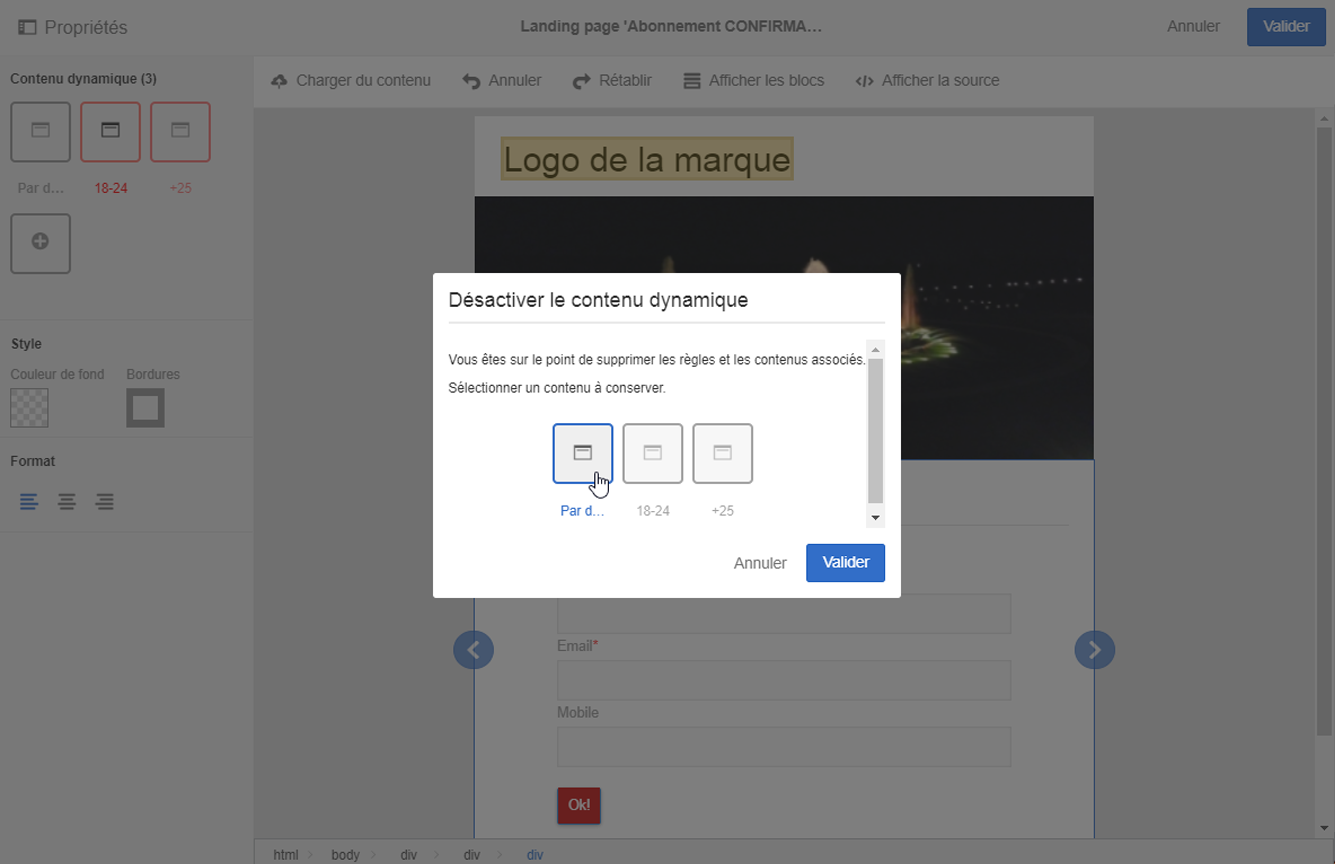 Propriétés
Landing page 'Abonnement CONFIRMA...
Annuler
Valider
Contenu dynamique (3)
Charger du contenu
Annuler
Rétablir
Afficher les blocs
</> Afficher la source
Par d...
18-24
+25
Logo de la marque
Style
Couleur de fond
Bordures
Format
Désactiver le contenu dynamique
Vous êtes sur le point de supprimer les règles et les contenus associés.
Sélectionner un contenu à conserver.
Par d...
18-24
+25
Annuler
Valider
Email*
Mobile
Ok!
html > body > div > div > div